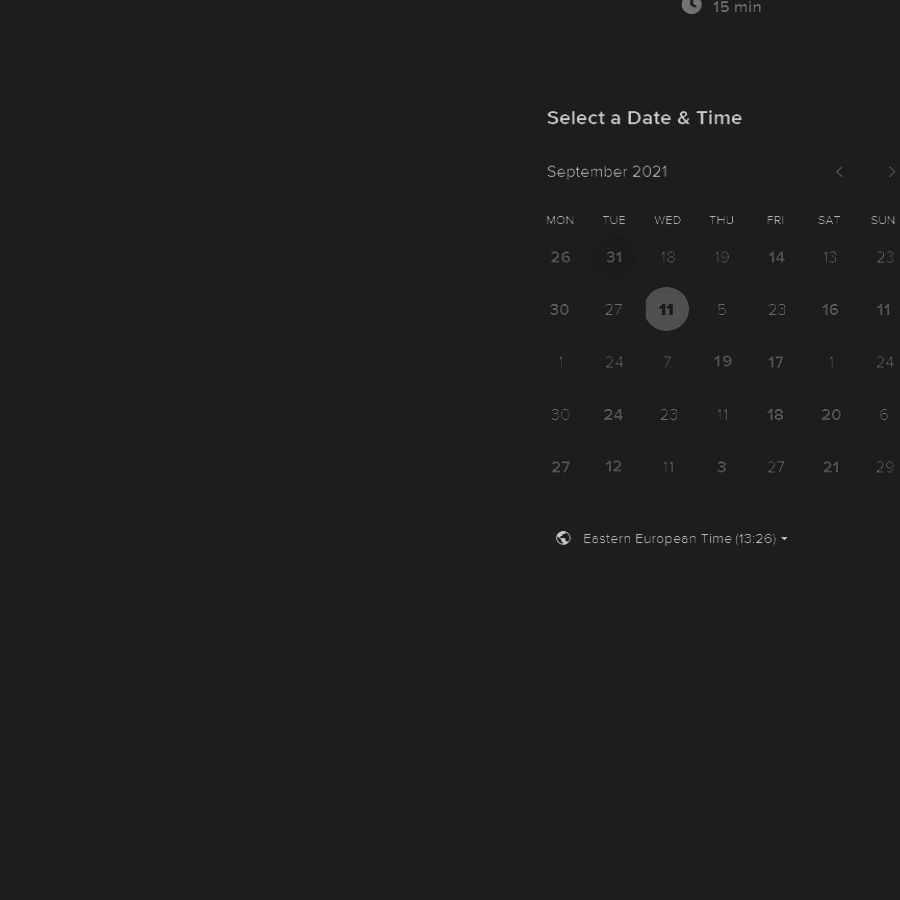 15 min
Select a Date & Time
September 2021
MON TUE WED THU FRI SAT SUN
26 31 18 19 14 13 23
30 27 11 5 23 16 11
1 24 7 19 17 1 24
30 24 23 11 18 20 6
27 12 11 3 27 21 29
Eastern European Time (13:26)